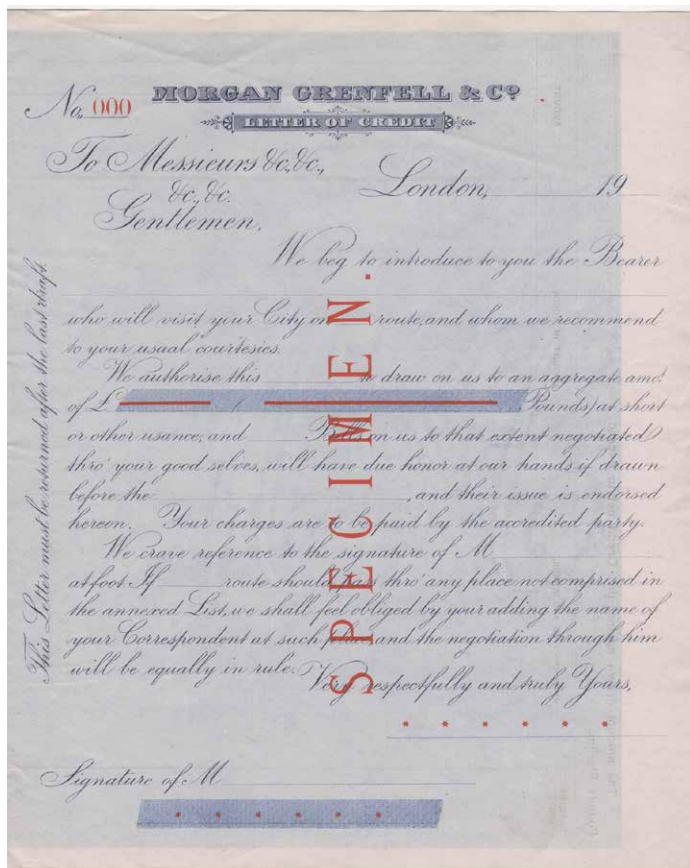 No. 000
MORGAN GRENFELL & Co.
LETTER OF CREDIT
To Messieurs &c, &c.,
&c, &c.
London, 19
Gentlemen,
We beg to introduce to you the Bearer
who will visit your City on route, and whom we recommend
to your usual courtesies.
We authorise this to draw on us to an aggregate amt.
of £ ( Pounds) at short
or other usance, and Bills on us to that extent negotiated
thro' your good selves, will have due honor at our hands if drawn
before the , and their issue is endorsed
hereon. Your charges are to be paid by the accredited party.
We crave reference to the signature of M
at foot. If route should pass thro' any place not comprised in
the annexed List, we shall feel obliged by your adding the name of
your Correspondent at such place and the negotiation through him
will be equally in rule.
Very respectfully and truly Yours,
Signature of M
This Letter must be returned after the last draft.
SPECIMEN.